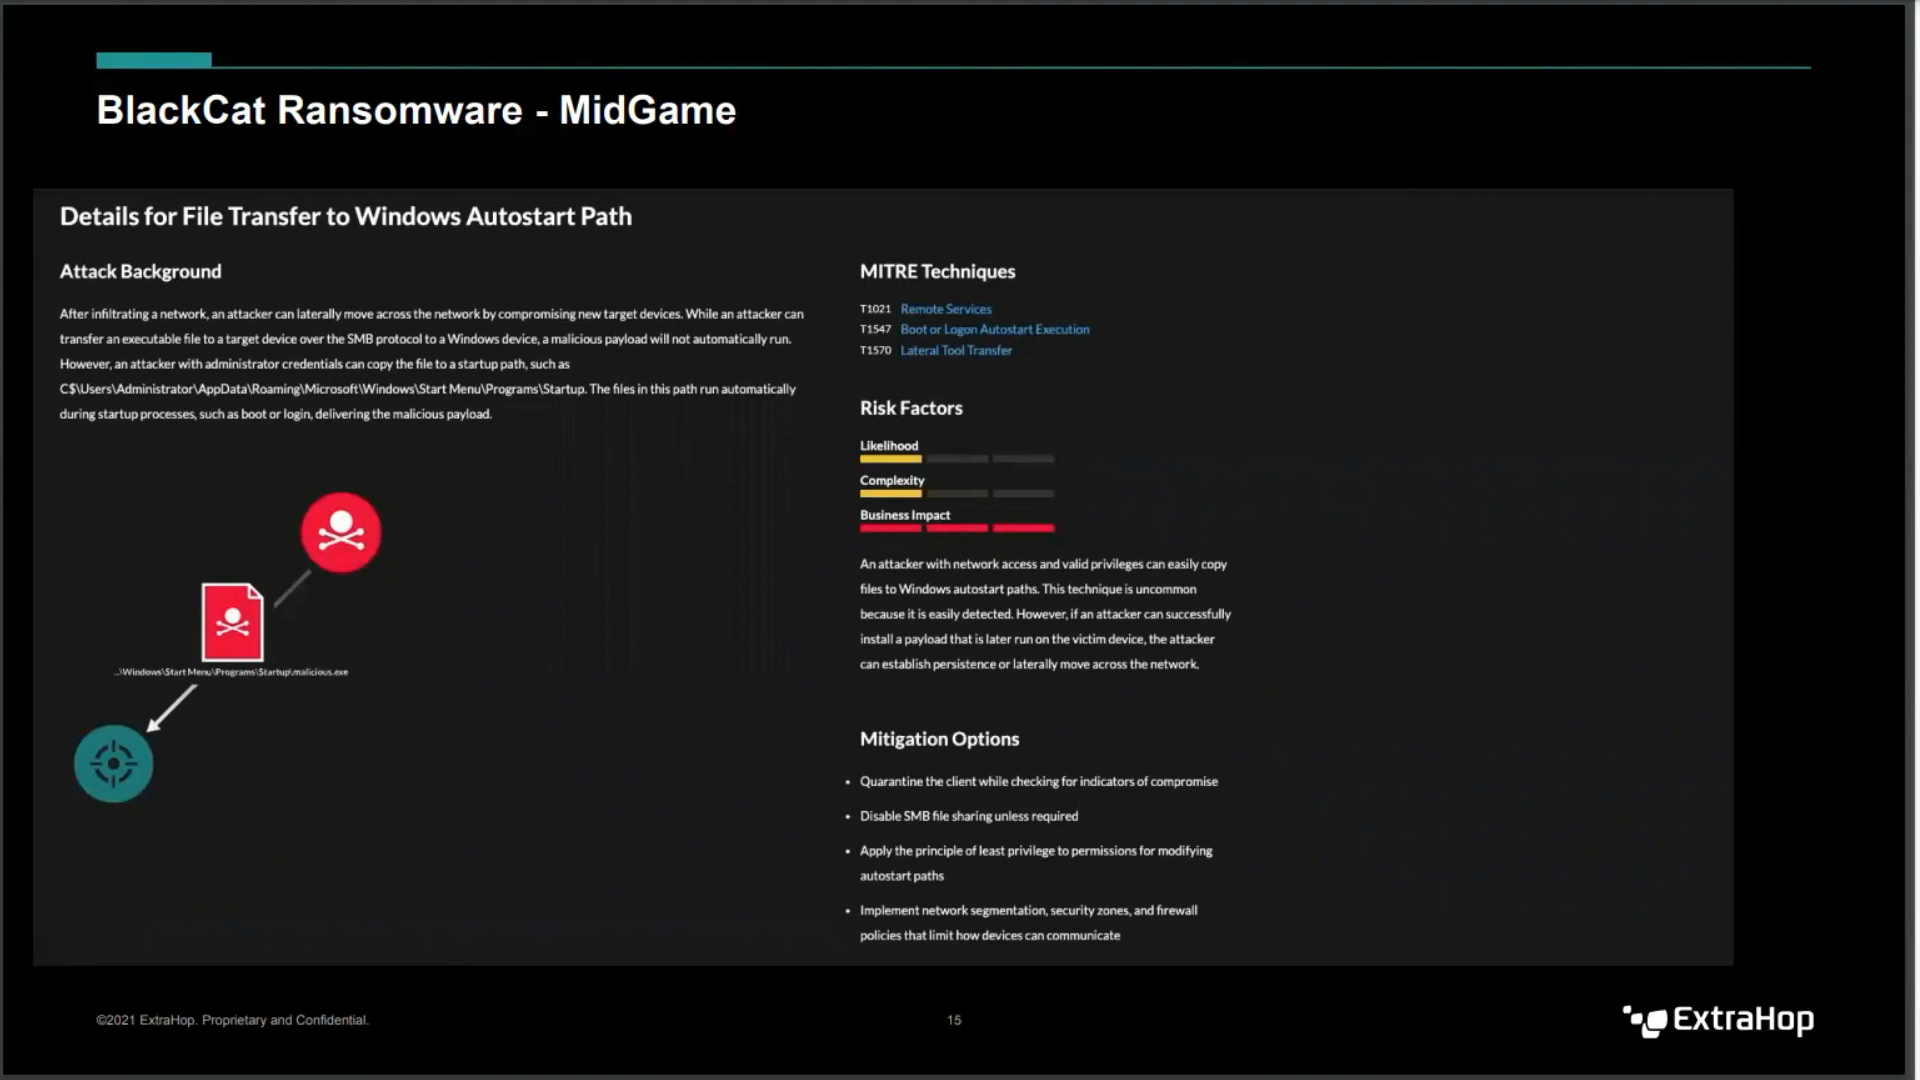 BlackCat Ransomware - MidGame
Details for File Transfer to Windows Autostart Path
Attack Background
After infiltrating a network, an attacker can laterally move across the network by compromising new target devices. While an attacker can
transfer an executable file to a target device over the SMB protocol to a Windows device, a malicious payload will not automatically run.
However, an attacker with administrator credentials can copy the file to a startup path, such as
C$\Users\Administrator\AppData\Roaming\Microsoft\Windows\Start Menu\Programs\Startup. The files in this path run automatically
during startup processes, such as boot or login, delivering the malicious payload.
...\Windows\Start Menu\Programs\Startup\malicious.exe
MITRE Techniques
T1021 Remote Services
T1547 Boot or Logon Autostart Execution
T1570 Lateral Tool Transfer
Risk Factors
Likelihood
Complexity
Business Impact
An attacker with network access and valid privileges can easily copy
files to Windows autostart paths. This technique is uncommon
because it is easily detected. However, if an attacker can successfully
install a payload that is later run on the victim device, the attacker
can establish persistence or laterally move across the network.
Mitigation Options
• Quarantine the client while checking for indicators of compromise
• Disable SMB file sharing unless required
• Apply the principle of least privilege to permissions for modifying
autostart paths
• Implement network segmentation, security zones, and firewall
policies that limit how devices can communicate
©2021 ExtraHop. Proprietary and Confidential.
15
ExtraHop